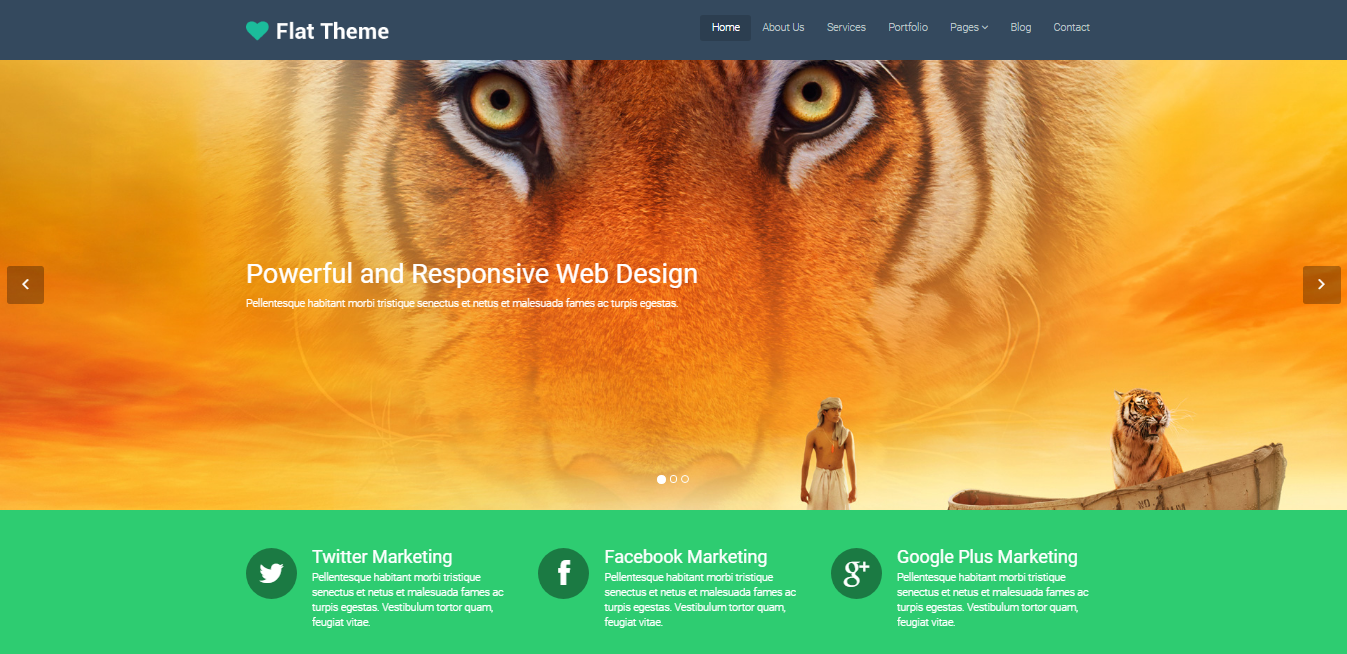 Flat Theme
Home About Us Services Portfolio Pages Blog Contact
Powerful and Responsive Web Design
Pellentesque habitant morbi tristique senectus et netus et malesuada fames ac turpis egestas.
Twitter Marketing
Pellentesque habitant morbi tristique
senectus et netus et malesuada fames ac
turpis egestas. Vestibulum tortor quam,
feugiat vitae.
Facebook Marketing
Pellentesque habitant morbi tristique
senectus et netus et malesuada fames ac
turpis egestas. Vestibulum tortor quam,
feugiat vitae.
Google Plus Marketing
Pellentesque habitant morbi tristique
senectus et netus et malesuada fames ac
turpis egestas. Vestibulum tortor quam,
feugiat vitae.